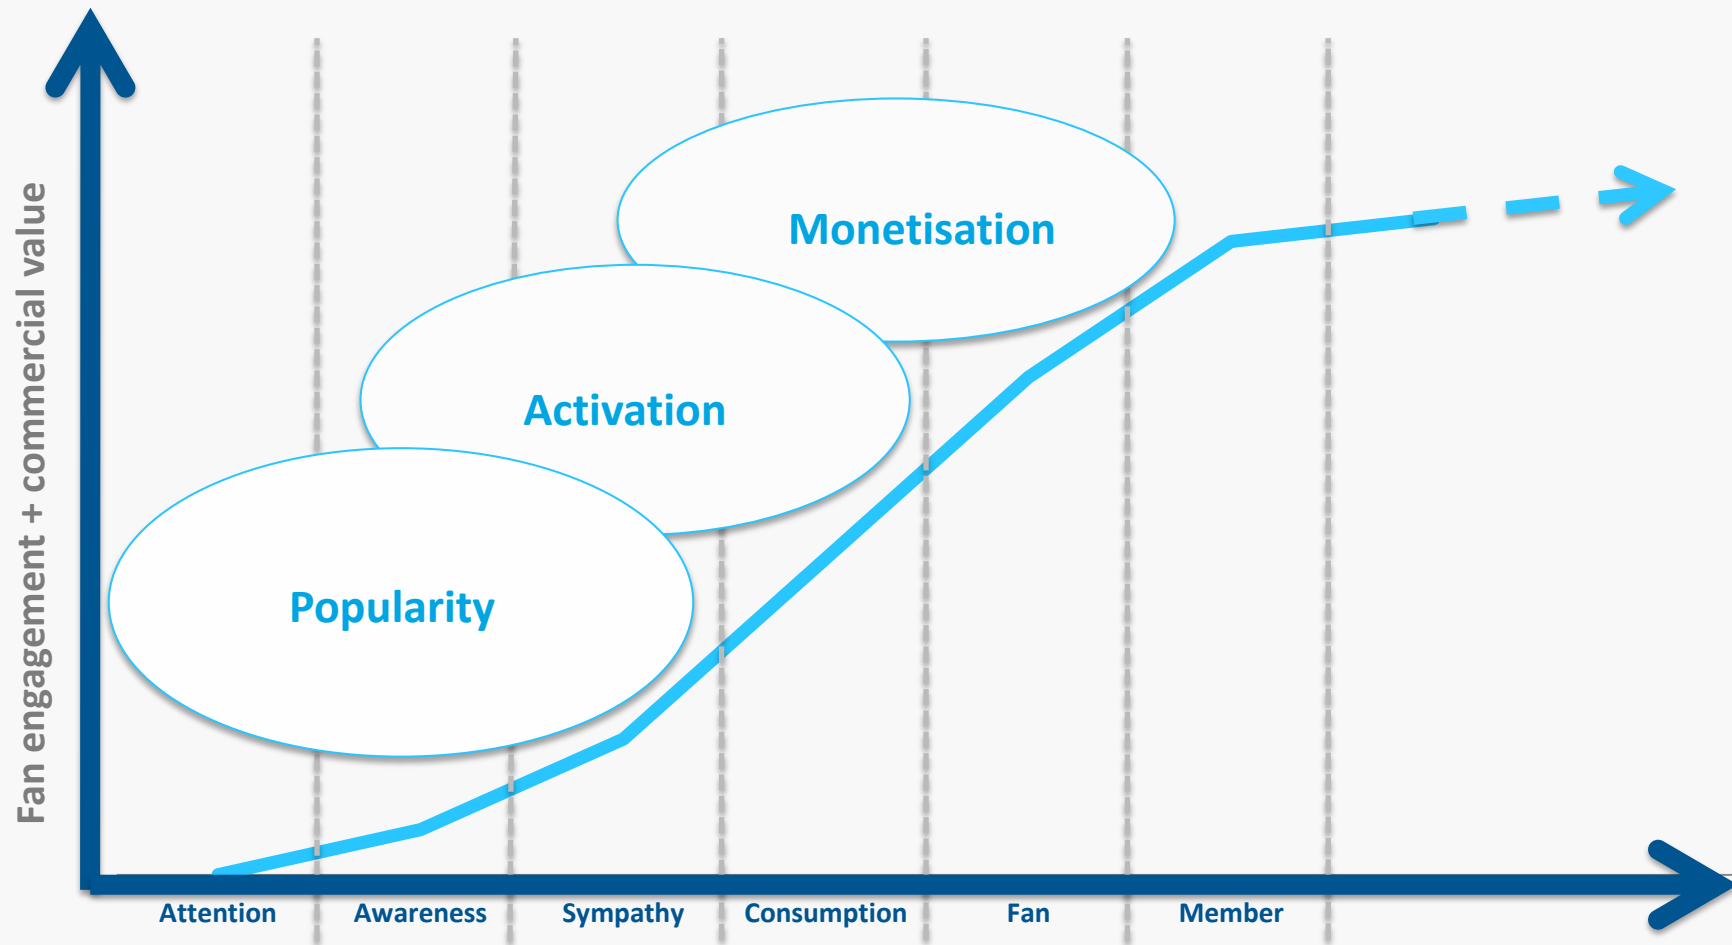 Fan engagement + commercial value
Monetisation
Activation
Popularity
Attention Awareness Sympathy Consumption Fan Member